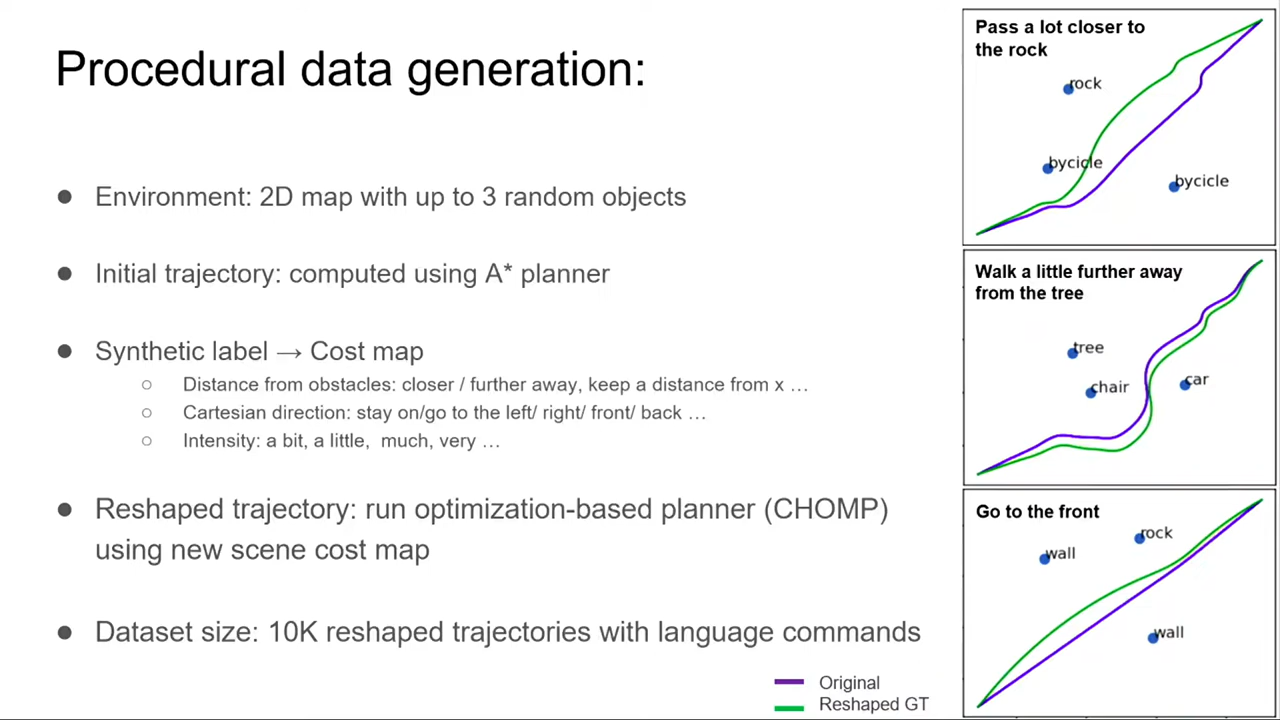 Procedural data generation:
● Environment: 2D map with up to 3 random objects
● Initial trajectory: computed using A* planner
● Synthetic label → Cost map
○ Distance from obstacles: closer / further away, keep a distance from x …
○ Cartesian direction: stay on/go to the left/ right/ front/ back …
○ Intensity: a bit, a little, much, very …
● Reshaped trajectory: run optimization-based planner (CHOMP)
using new scene cost map
● Dataset size: 10K reshaped trajectories with language commands
Original
Reshaped GT
Pass a lot closer to
the rock
rock
bycicle
bycicle
Walk a little further away
from the tree
tree
chair
car
Go to the front
rock
wall
wall